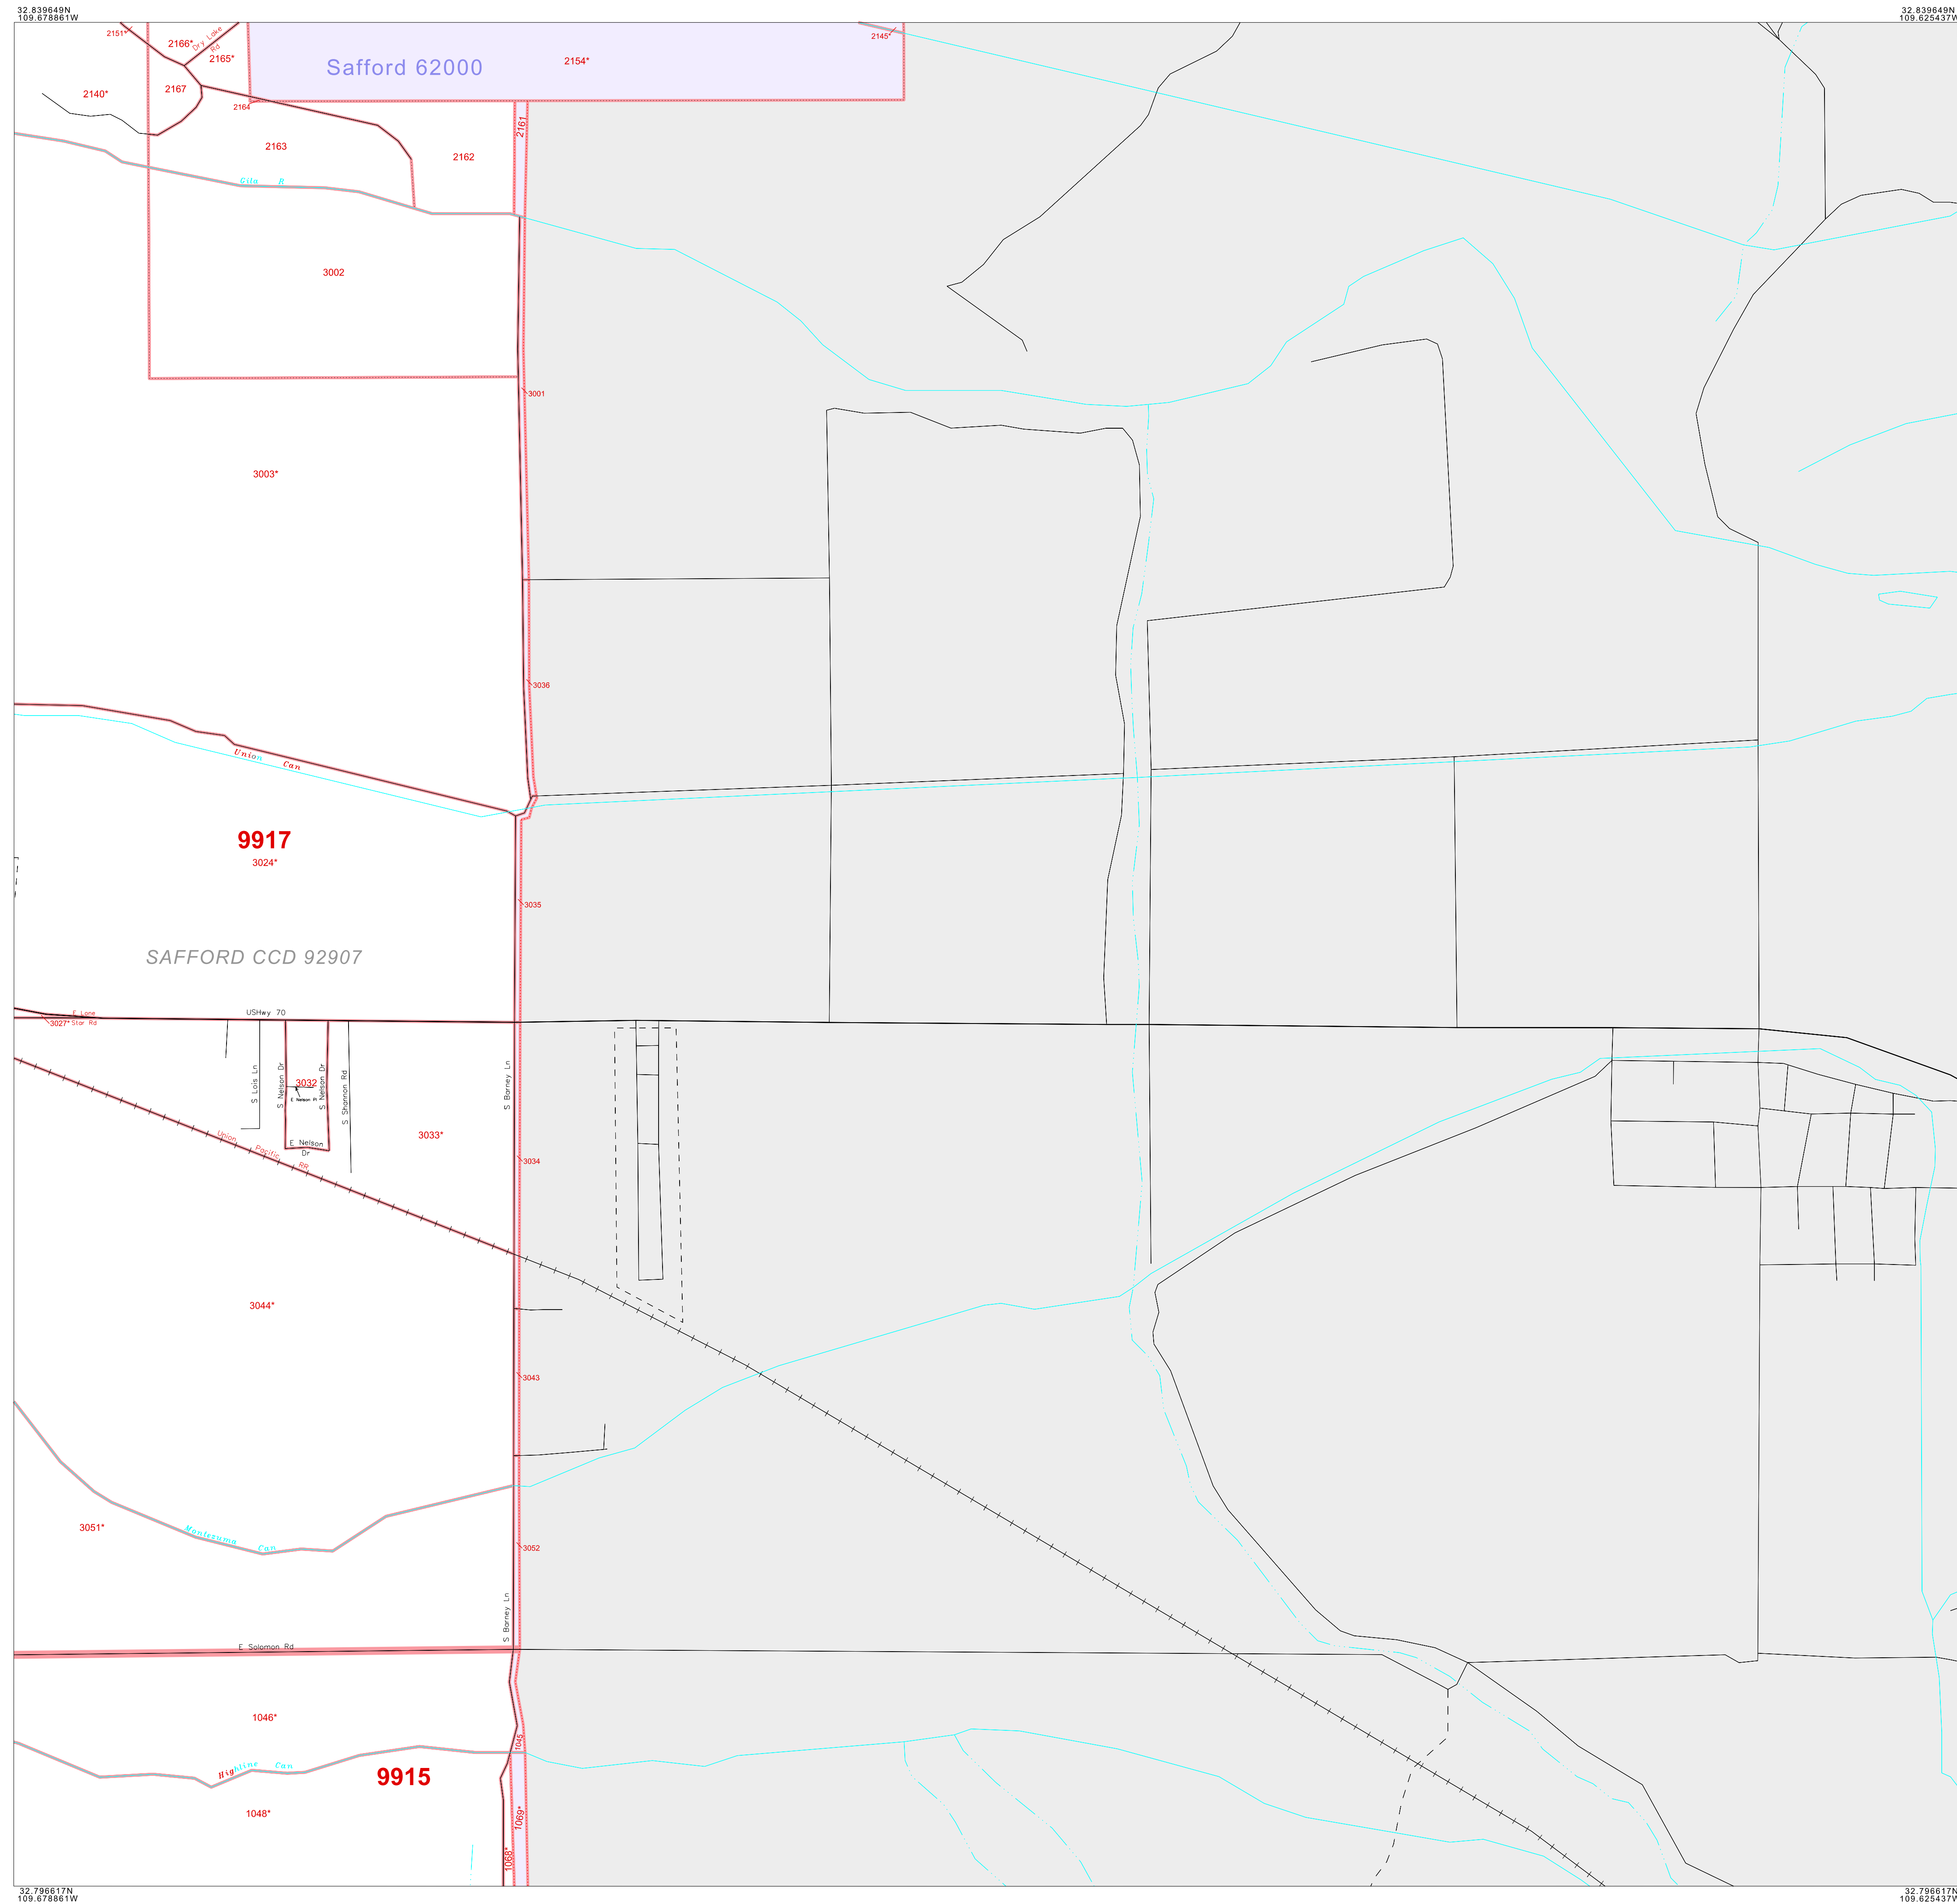 32.839649N
109.678861W
32.839649N
109.625437W
2151*
2166*
Dry Lake
Rd
2165*
Safford 62000
2154*
2145*
2140*
2167
2164
2161
2163
2162
Gila R
3002
3001
3003*
3036
Union Can
9917
3024*
3035
SAFFORD CCD 92907
E Lone
Star Rd
3027*
USHwy 70
S Lois Ln
S Nelson Dr
3032
E Nelson Pl
S Nelson Dr
S Shannon Rd
S Barney Ln
3033*
E Nelson
Dr
Union Pacific RR
3034
3044*
3043
3051*
Montezuma Can
3052
S Barney Ln
E Solomon Rd
1046*
1045
Highline Can
9915
1048*
1069*
1068*
32.796617N
109.678861W
32.796617N
109.625437W